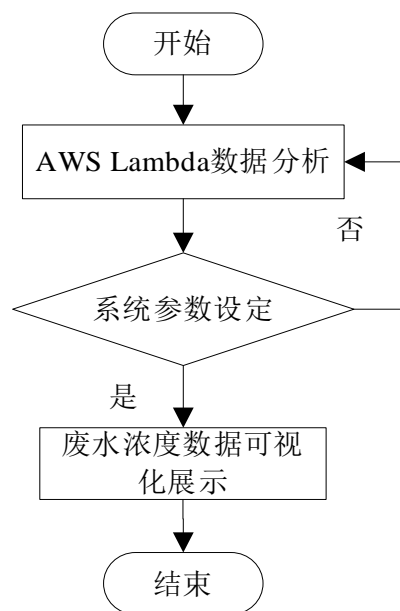 开始
AWS Lambda数据分析
否
系统参数设定
是
废水浓度数据可视
化展示
结束